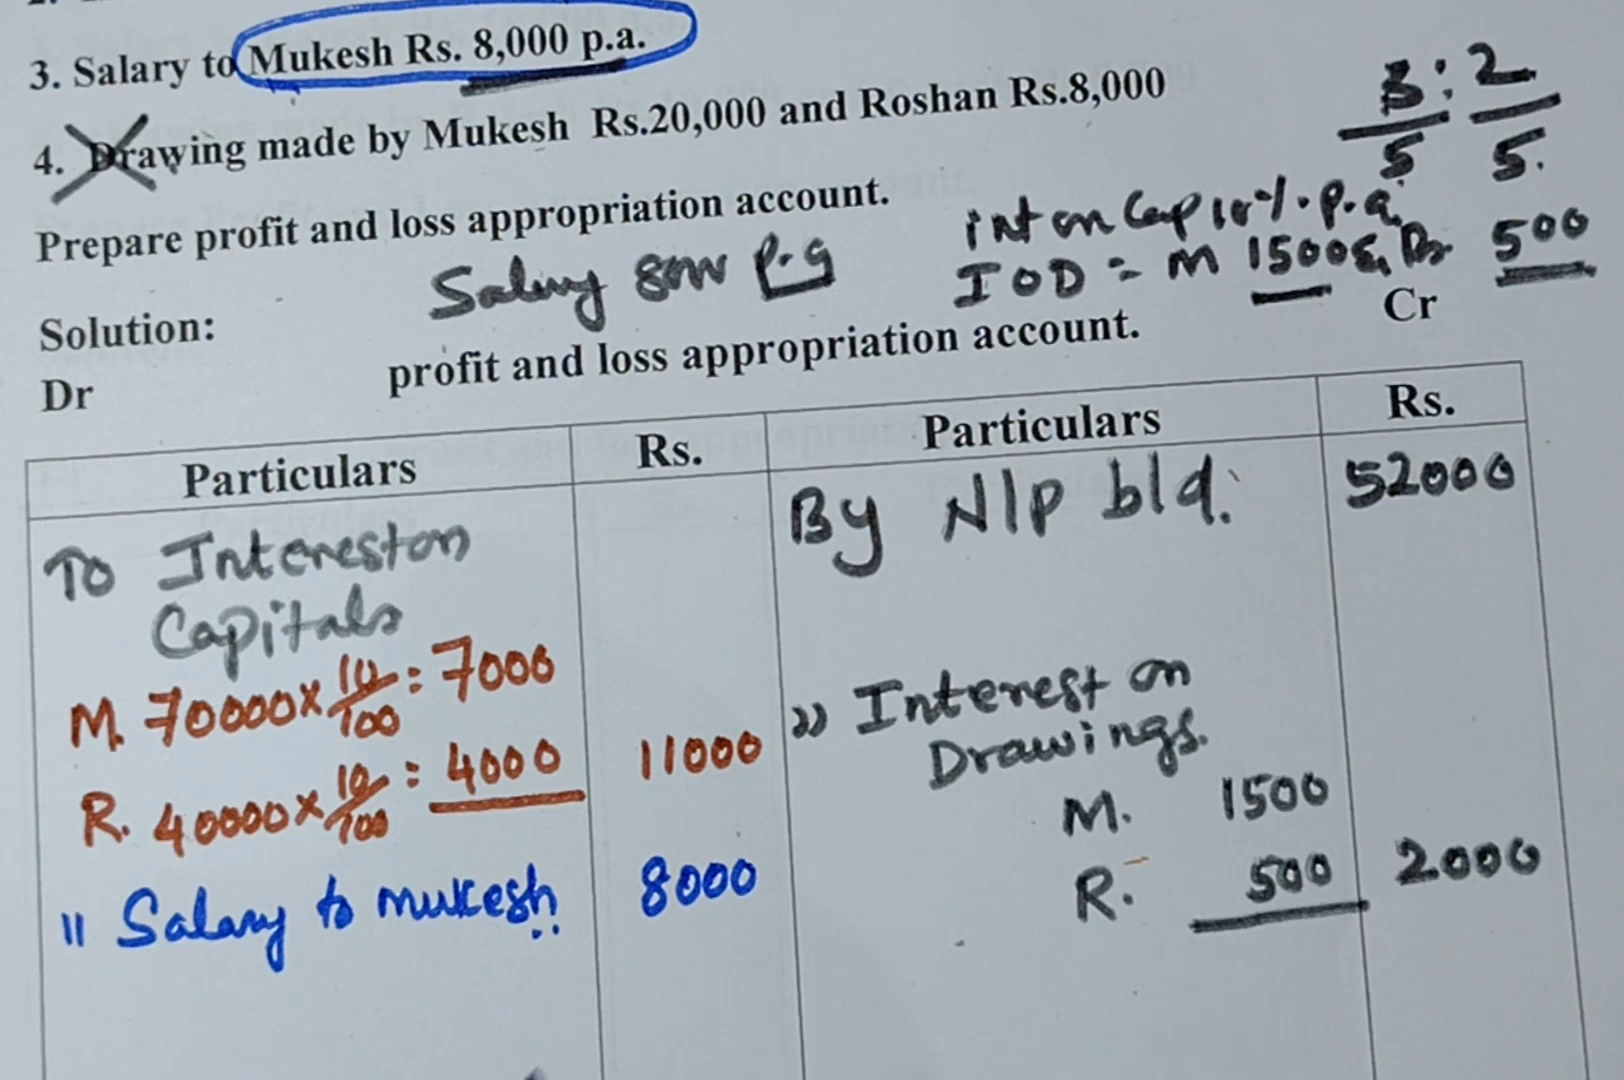 3. Salary to Mukesh Rs. 8,000 p.a.
4. Drawing made by Mukesh Rs.20,000 and Roshan Rs.8,000
3 : 2
5 5.
Prepare profit and loss appropriation account.
int on Cap 10%. p.a.
Salary p.a
IOD = M 1500 & R 500
Solution:
Dr
profit and loss appropriation account.
Cr
Particulars Rs. Particulars Rs.
To Interest on
Capitals
By N/P b/d. 52000
M. 70000 x 10/100 = 7000
R. 40000 x 10/100 = 4000 11000
" Interest on
Drawings.
M. 1500
R. 500 2000
" Salary to mukesh 8000